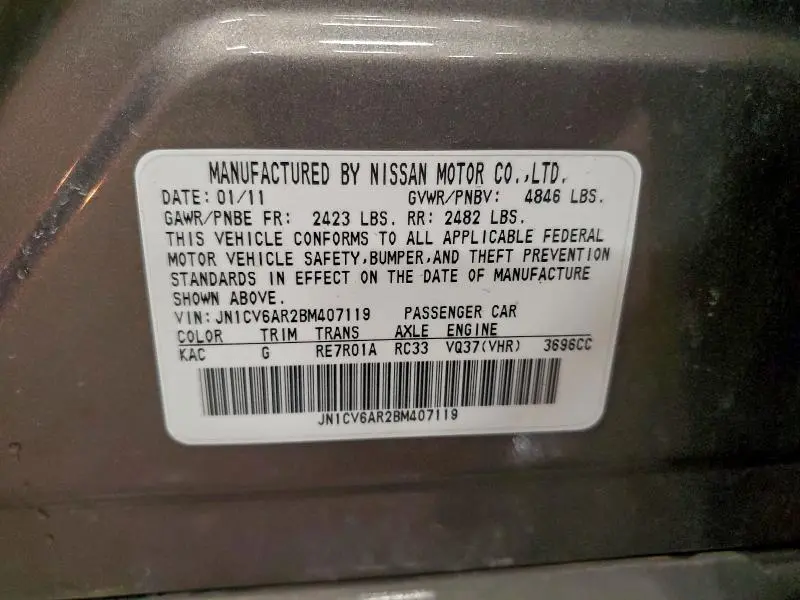 MANUFACTURED BY NISSAN MOTOR CO.,LTD.
DATE: 01/11 GVWR/PNBV: 4846 LBS.
GAWR/PNBE FR: 2423 LBS. RR: 2482 LBS.
THIS VEHICLE CONFORMS TO ALL APPLICABLE FEDERAL
MOTOR VEHICLE SAFETY,BUMPER,AND THEFT PREVENTION
STANDARDS IN EFFECT ON THE DATE OF MANUFACTURE
SHOWN ABOVE.
VIN: JN1CV6AR2BM407119 PASSENGER CAR
COLOR TRIM TRANS AXLE ENGINE
KAC G RE7R01A RC33 VQ37(VHR) 3696CC
JN1CV6AR2BM407119